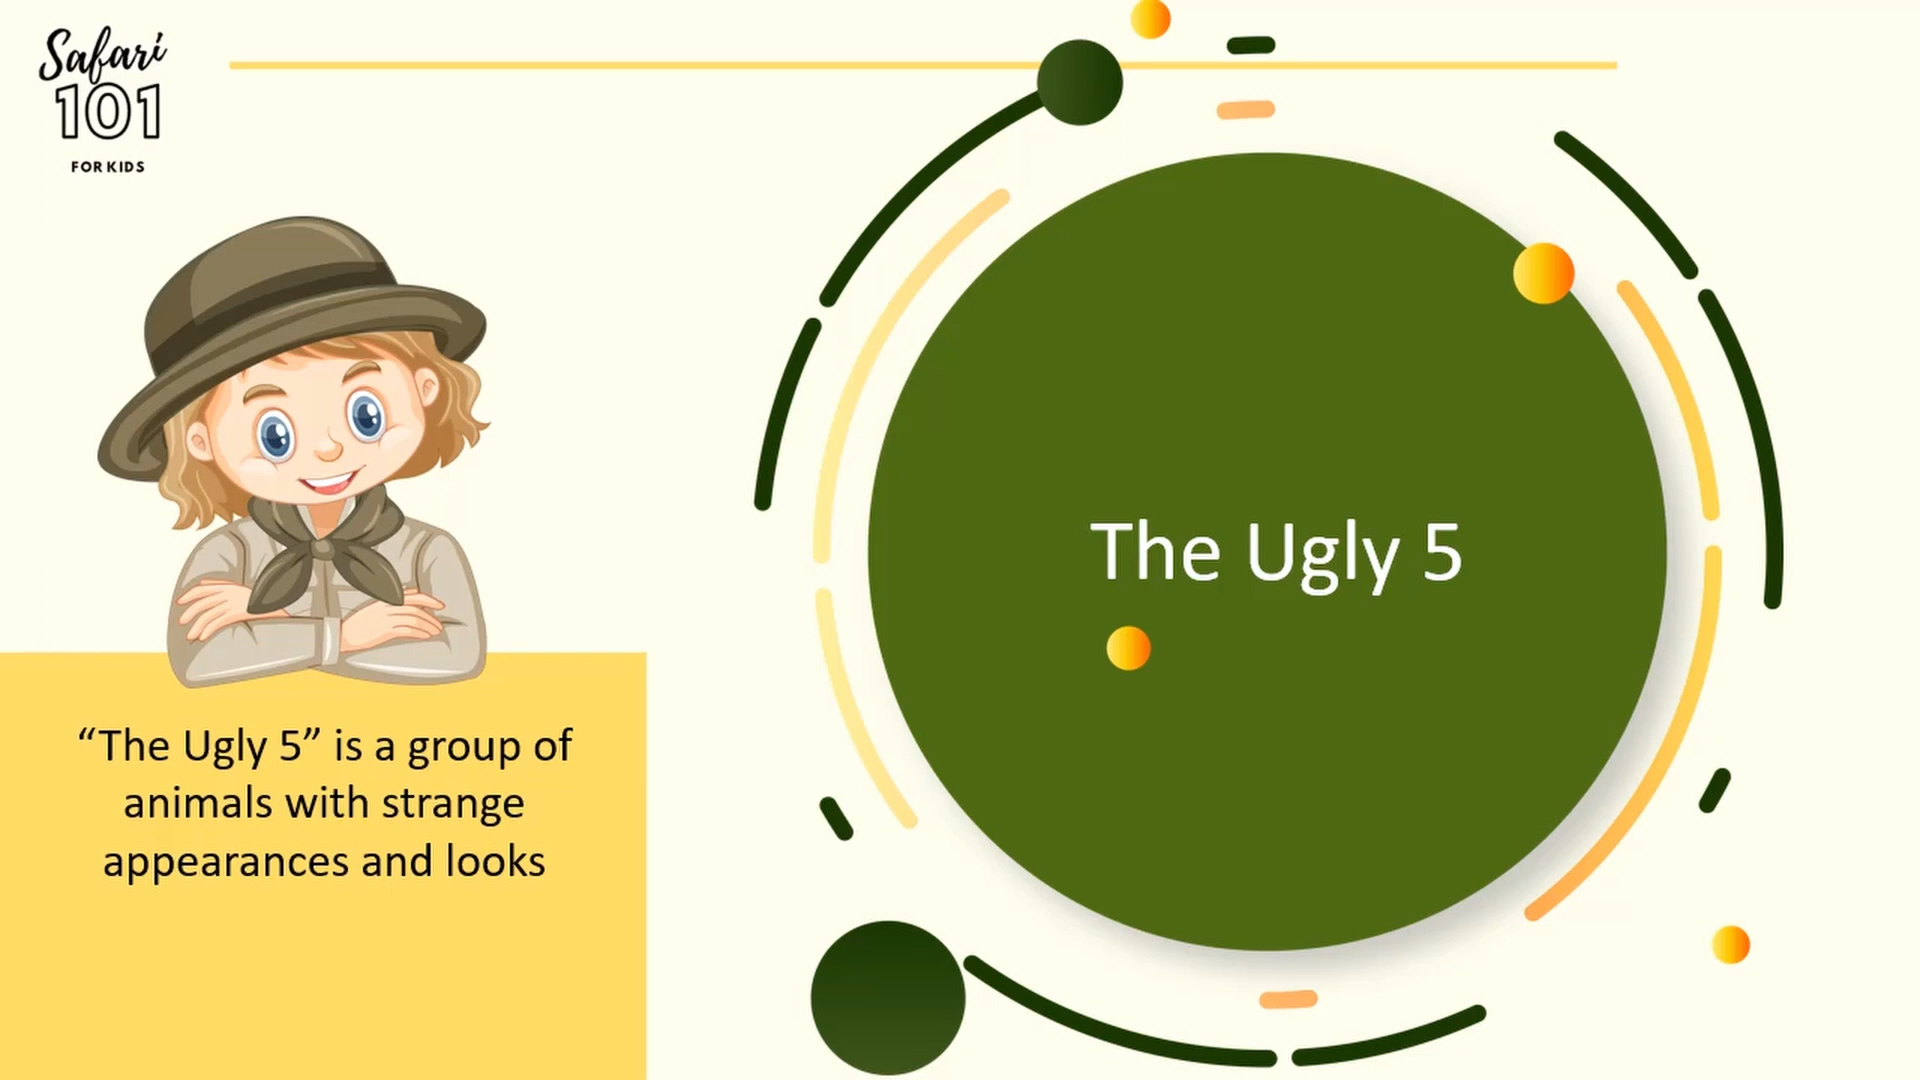 Safari
101
FOR KIDS
The Ugly 5
“The Ugly 5” is a group of
animals with strange
appearances and looks